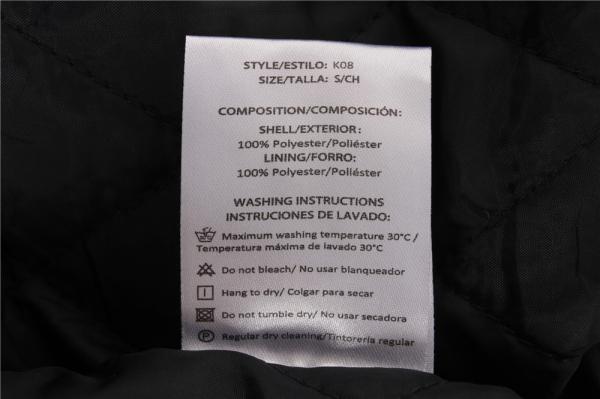 STYLE/ESTILO: K08
SIZE/TALLA: S/CH
COMPOSITION/COMPOSICIÓN:
SHELL/EXTERIOR:
100% Polyester/Poliéster
LINING/FORRO:
100% Polyester/Poliéster
WASHING INSTRUCTIONS
INSTRUCIONES DE LAVADO:
Maximum washing temperature 30°C /
Temperatura máxima de lavado 30°C
Do not bleach/ No usar blanqueador
Hang to dry/ Colgar para secar
Do not tumble dry/ No usar secadora
P Regular dry cleaning/Tintoreria regular